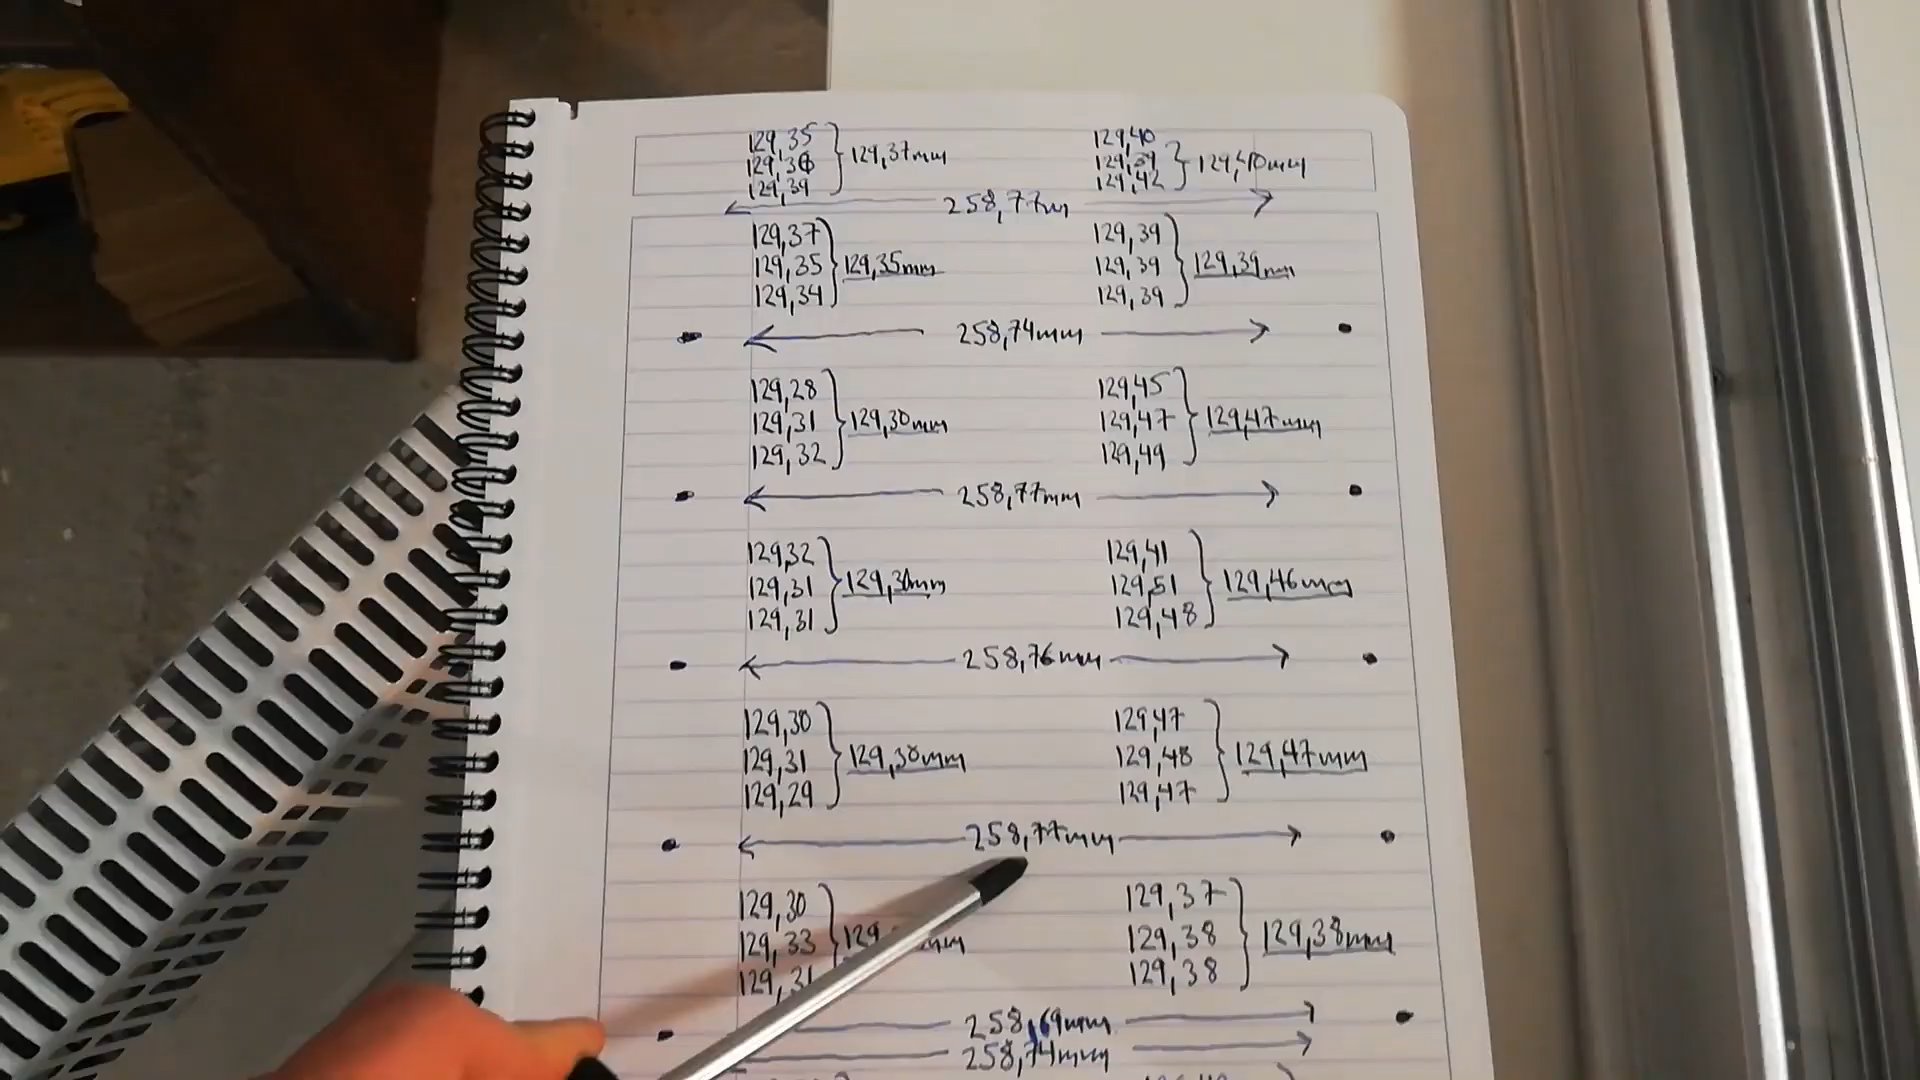 129,35 129,40
129,36 129,37mm 129,39 129,40mm
129,39 129,42
258,77m
129,37 129,39
129,35 129,35mm 129,39 129,39mm
129,34 129,39
258,74mm
129,28 129,45
129,31 129,30mm 129,47 129,47mm
129,32 129,49
258,77mm
129,32 129,41
129,31 129,30mm 129,51 129,46mm
129,31 129,48
258,76mm
129,30 129,47
129,31 129,30mm 129,48 129,47mm
129,29 129,47
258,77mm
129,30 129,37
129,33 129, mm 129,38 129,38mm
129,31 129,38
258,69mm
258,74mm